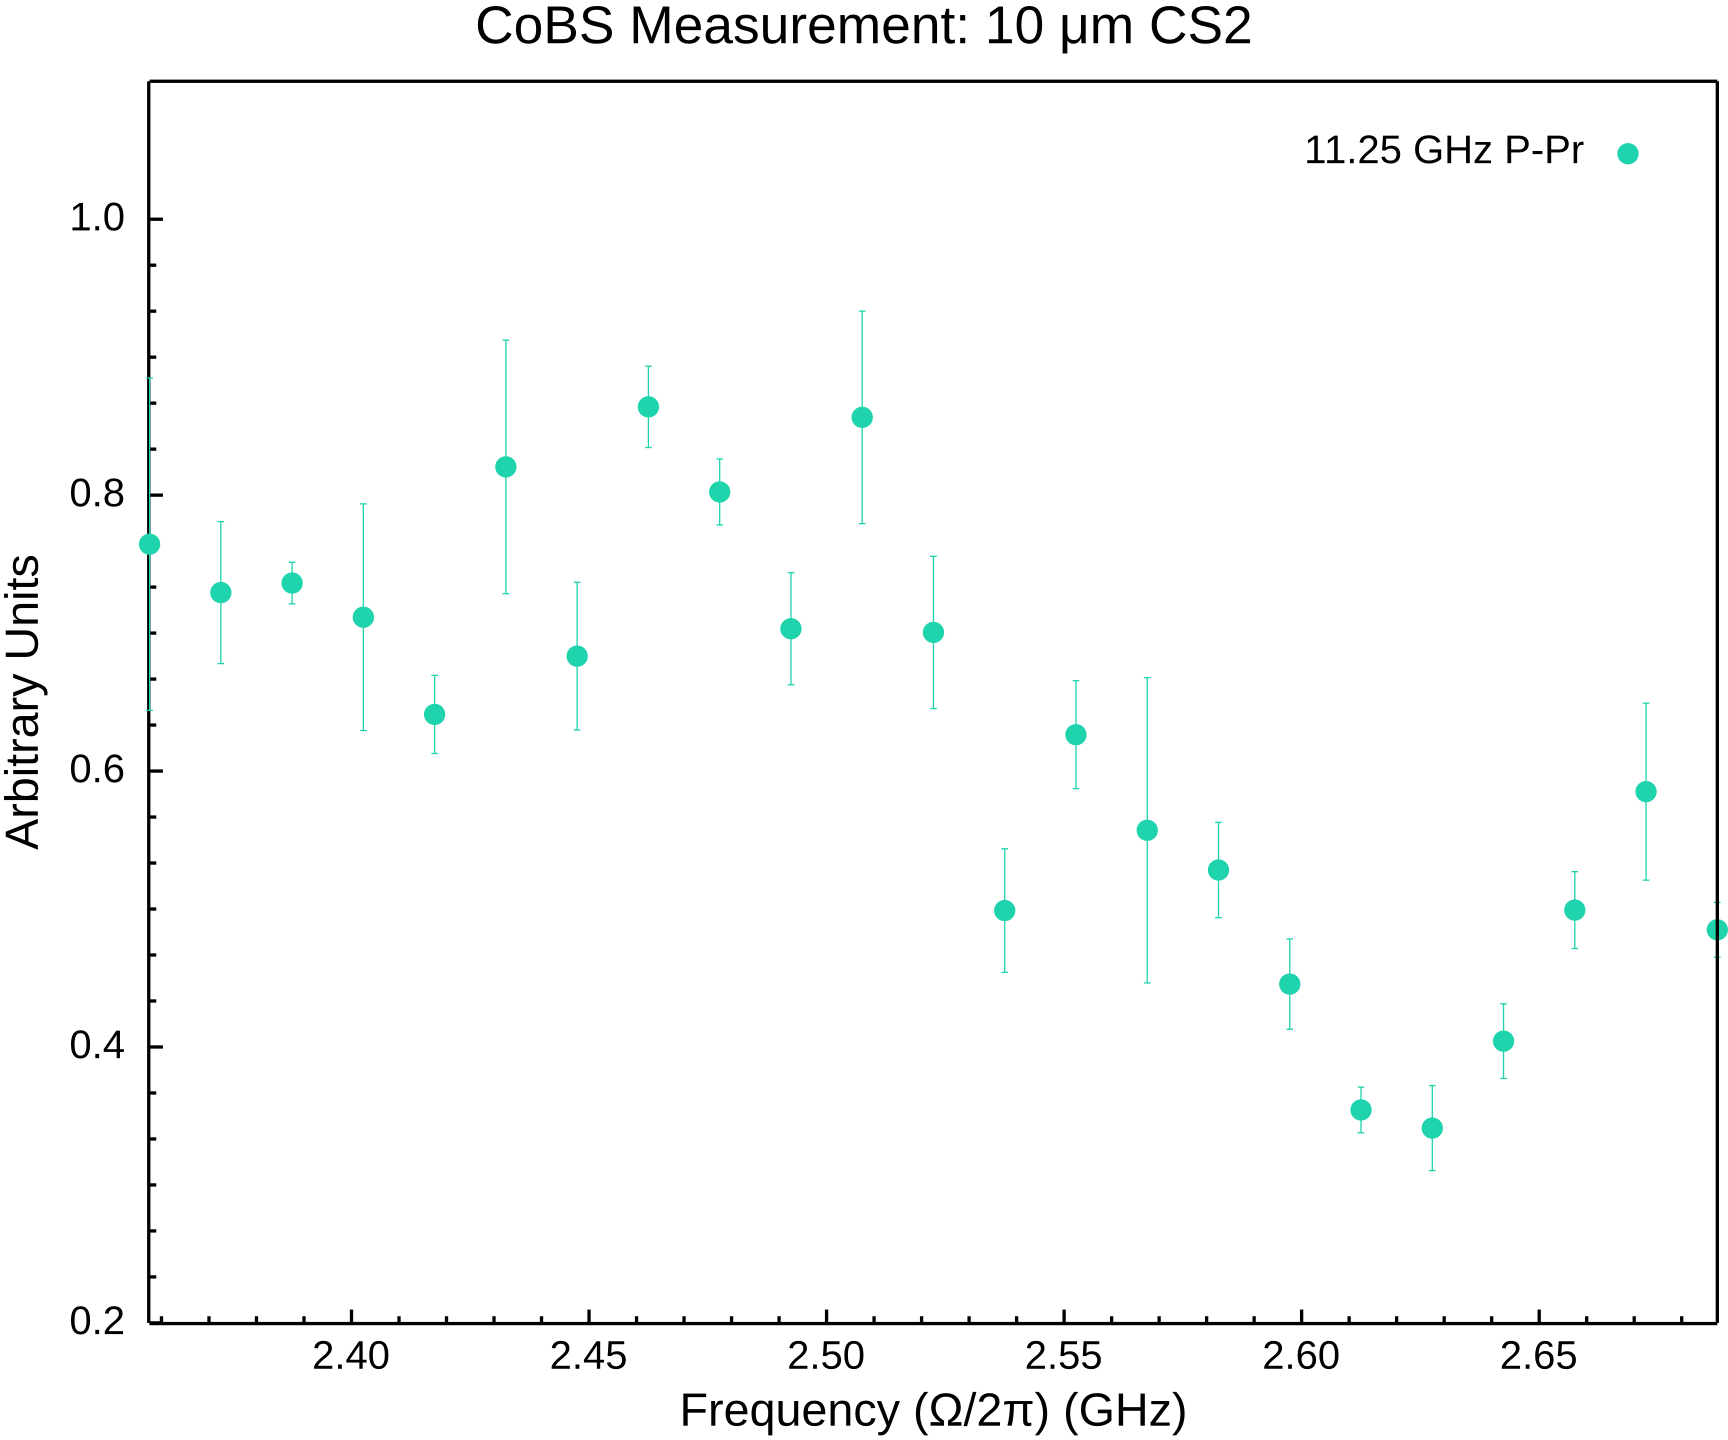 CoBS Measurement: 10 μm CS2
11.25 GHz P-Pr
1.0
0.8
0.6
0.4
0.2
Arbitrary Units
2.40 2.45 2.50 2.55 2.60 2.65
Frequency (Ω/2π) (GHz)